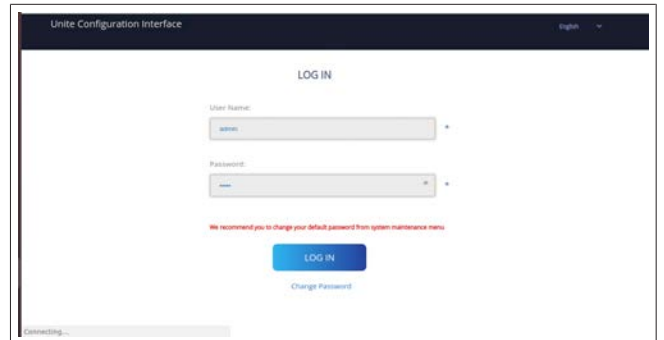 Unite Configuration Interface
English
LOG IN
User Name:
admin
*
Password:
*
We recommend you to change your default password from system maintenance menu
LOG IN
Change Password
Connecting...